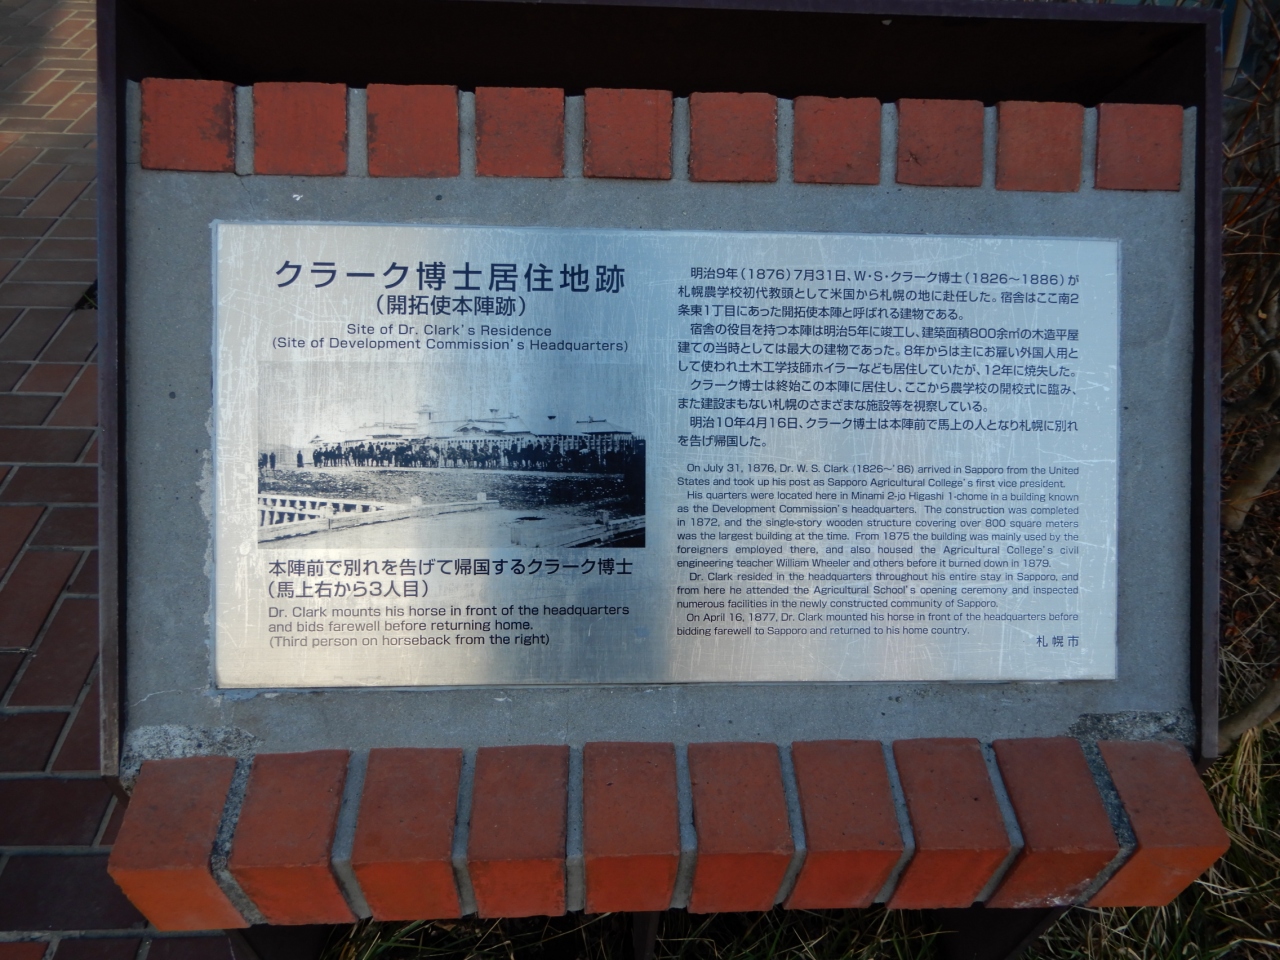 クラーク博士居住地跡
（開拓使本陣跡）
Site of Dr. Clark's Residence
(Site of Development Commission's Headquarters)
本陣前で別れを告げて帰国するクラーク博士
（馬上右から3人目）
Dr. Clark mounts his horse in front of the headquarters
and bids farewell before returning home.
(Third person on horseback from the right)
明治9年（1876）7月31日、W・S・クラーク博士（1826〜1886）が
札幌農学校初代教頭として米国から札幌の地に赴任した。宿舎はここ南2
条東1丁目にあった開拓使本陣と呼ばれる建物である。
宿舎の役目を持つ本陣は明治5年に竣工し、建築面積800余㎡の木造平屋
建ての当時としては最大の建物であった。8年からは主にお雇い外国人用と
して使われ土木工学技師ホイラーなども居住していたが、12年に焼失した。
クラーク博士は終始この本陣に居住し、ここから農学校の開校式に臨み、
また建設まもない札幌のさまざまな施設等を視察している。
明治10年4月16日、クラーク博士は本陣前で馬上の人となり札幌に別れ
を告げ帰国した。
On July 31, 1876, Dr. W. S. Clark (1826〜'86) arrived in Sapporo from the United
States and took up his post as Sapporo Agricultural College's first vice president.
His quarters were located here in Minami 2-jo Higashi 1-chome in a building known
as the Development Commission's headquarters. The construction was completed
in 1872, and the single-story wooden structure covering over 800 square meters
was the largest building at the time. From 1875 the building was mainly used by the
foreigners employed there, and also housed the Agricultural College's civil
engineering teacher William Wheeler and others before it burned down in 1879.
Dr. Clark resided in the headquarters throughout his entire stay in Sapporo, and
from here he attended the Agricultural School's opening ceremony and inspected
numerous facilities in the newly constructed community of Sapporo.
On April 16, 1877, Dr. Clark mounted his horse in front of the headquarters before
bidding farewell to Sapporo and returned to his home country.
札幌市